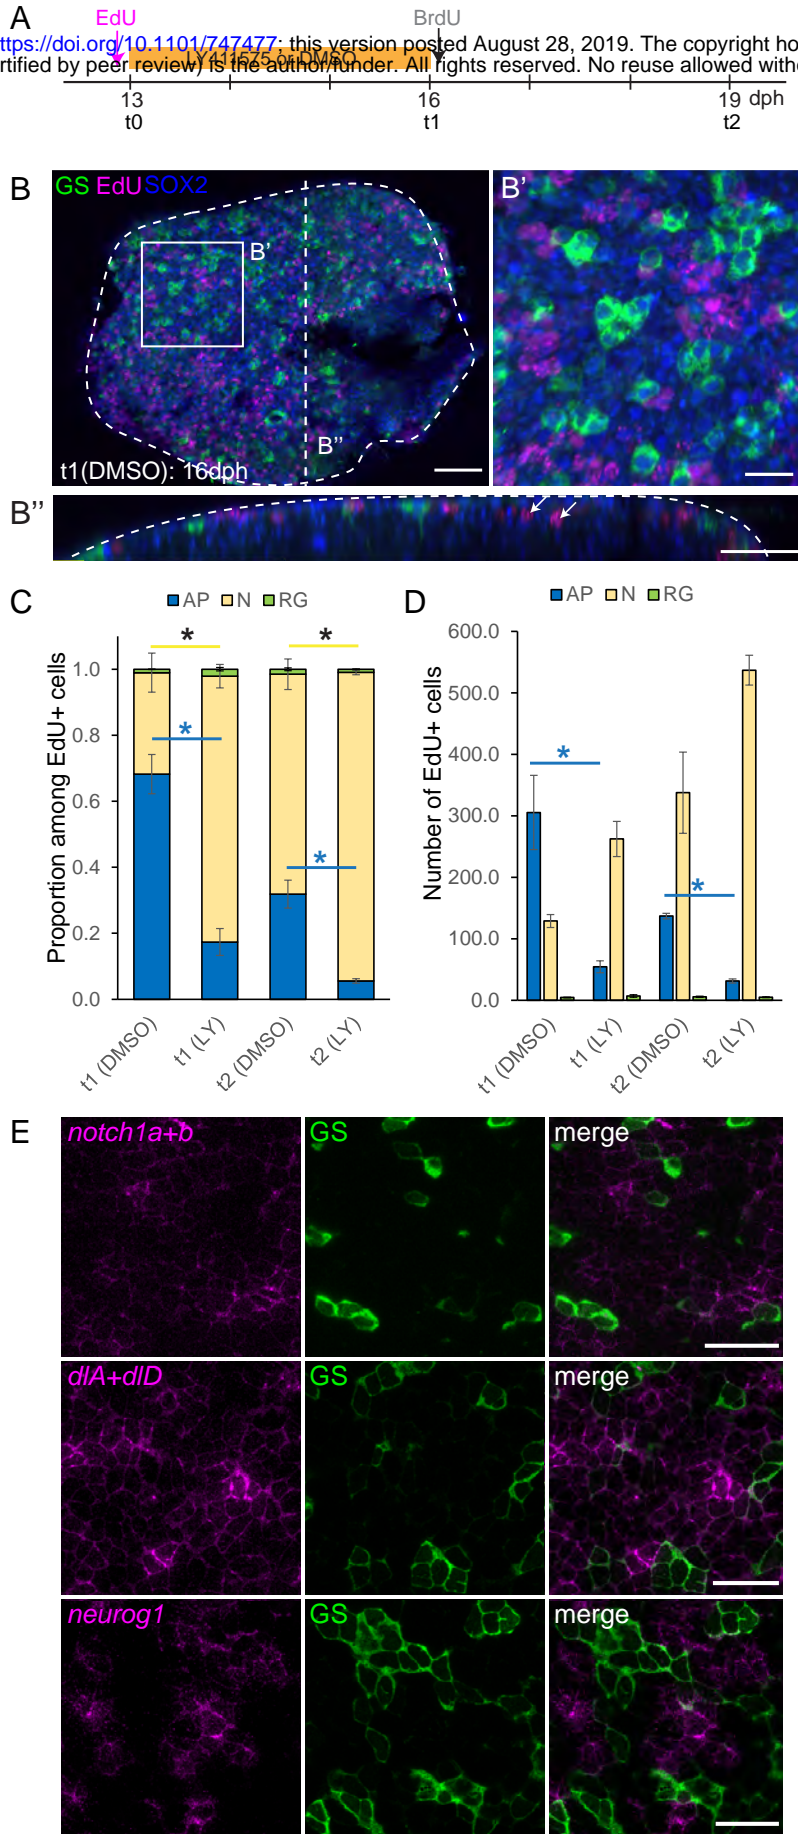 A
EdU
BrdU
ttps://doi.org/10.1101/747477; this version posted August 28, 2019. The copyright ho
LY411575 or DMSO
rtified by peer review) is the author/funder. All rights reserved. No reuse allowed witho
13 16 19 dph
t0 t1 t2
B
GS EdU SOX2
B'
B'
B''
t1(DMSO): 16dph
B''
C
AP N RG
Proportion among EdU+ cells
1.0
0.8
0.6
0.4
0.2
0.0
* *
*
*
t1 (DMSO) t1 (LY) t2 (DMSO) t2 (LY)
D
AP N RG
Number of EdU+ cells
600.0
500.0
400.0
300.0
200.0
100.0
0.0
*
*
t1 (DMSO) t1 (LY) t2 (DMSO) t2 (LY)
E
notch1a+b GS merge
dlA+dlD GS merge
neurog1 GS merge